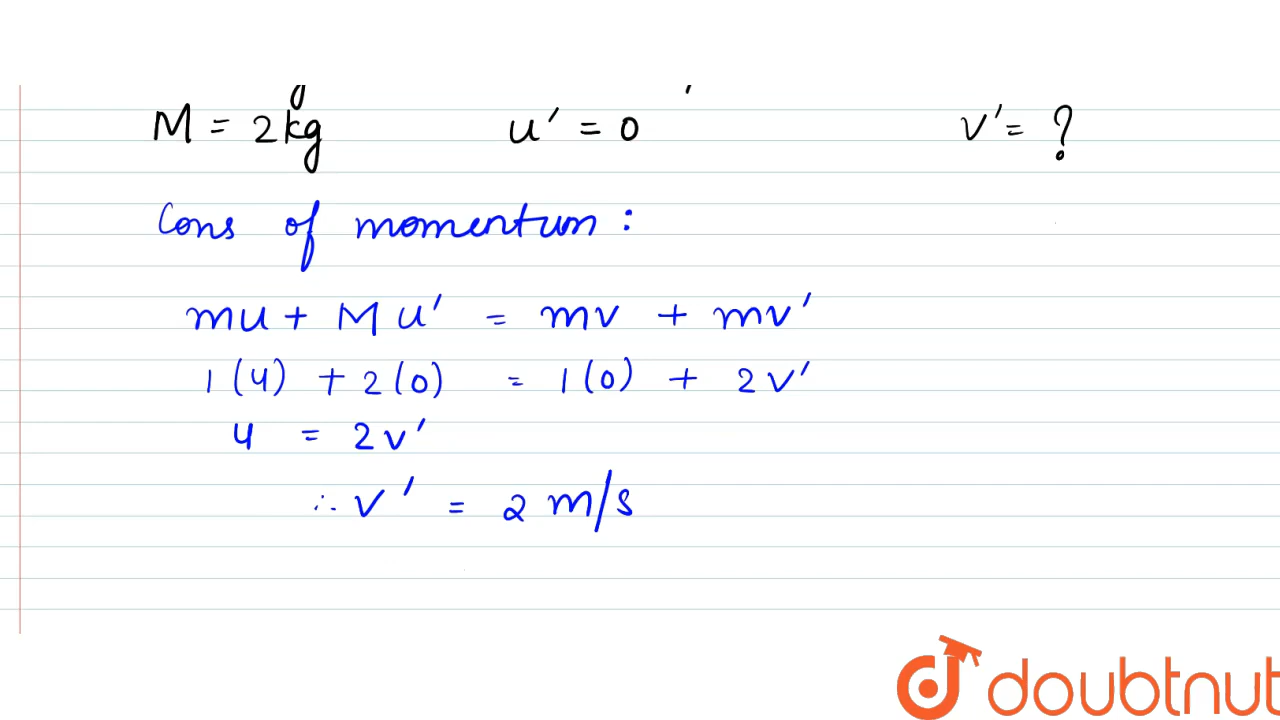 M = 2kg u' = 0 v' = ?
Cons of momentum :
mu + M u' = mv + mv'
1(4) + 2(0) = 1(0) + 2v'
4 = 2v'
∴ v' = 2 m/s
doubtnut